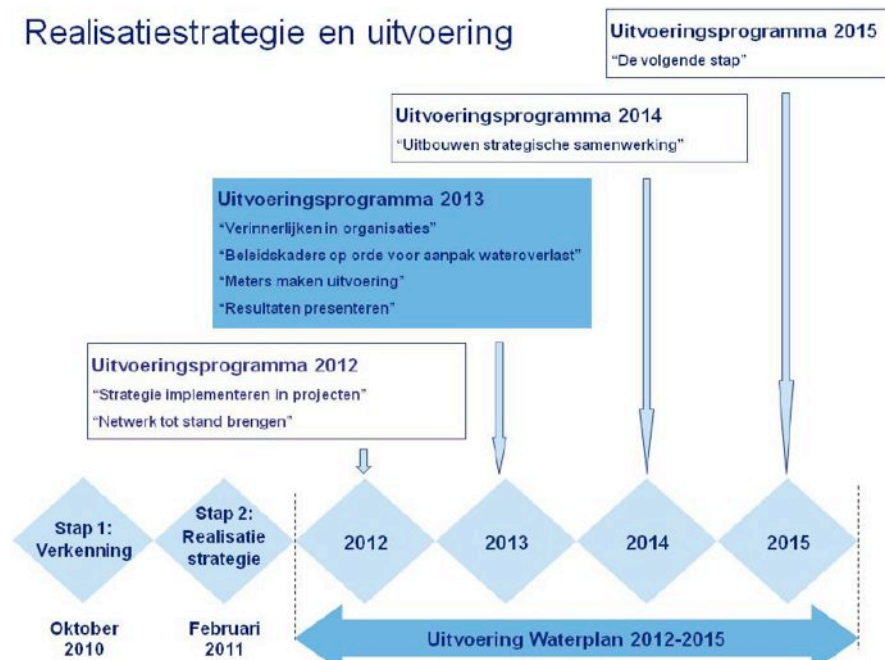 Realisatiestrategie en uitvoering
Uitvoeringsprogramma 2015
“De volgende stap”
Uitvoeringsprogramma 2014
“Uitbouwen strategische samenwerking”
Uitvoeringsprogramma 2013
“Verinnerlijken in organisaties”
“Beleidskaders op orde voor aanpak wateroverlast”
“Meters maken uitvoering”
“Resultaten presenteren”
Uitvoeringsprogramma 2012
“Strategie implementeren in projecten”
“Netwerk tot stand brengen”
Stap 1:
Verkenning
Stap 2:
Realisatie
strategie
2012
2013
2014
2015
Oktober
2010
Februari
2011
Uitvoering Waterplan 2012-2015